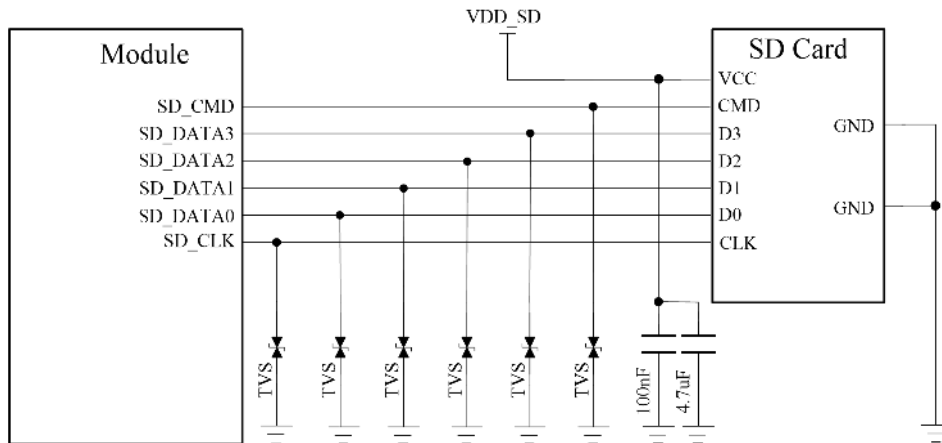 VDD_SD
Module
SD Card
VCC
SD_CMD
CMD
SD_DATA3
D3
GND
SD_DATA2
D2
SD_DATA1
D1
SD_DATA0
D0
GND
SD_CLK
CLK
TVS
TVS
TVS
TVS
TVS
TVS
100nF
4.7uF